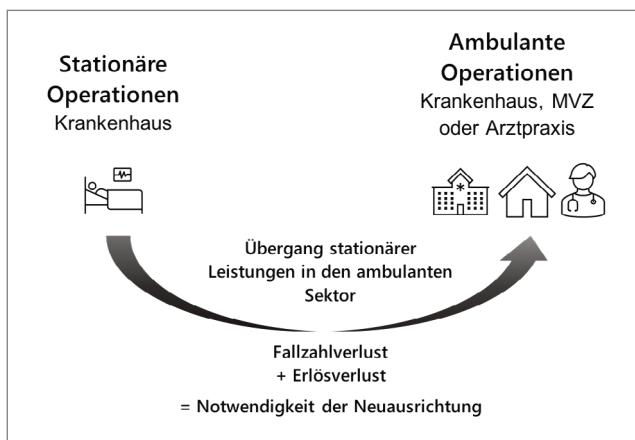 Stationäre
Operationen
Krankenhaus
Ambulante
Operationen
Krankenhaus, MVZ
oder Arztpraxis
Übergang stationärer
Leistungen in den ambulanten
Sektor
Fallzahlverlust
+ Erlösverlust
= Notwendigkeit der Neuausrichtung